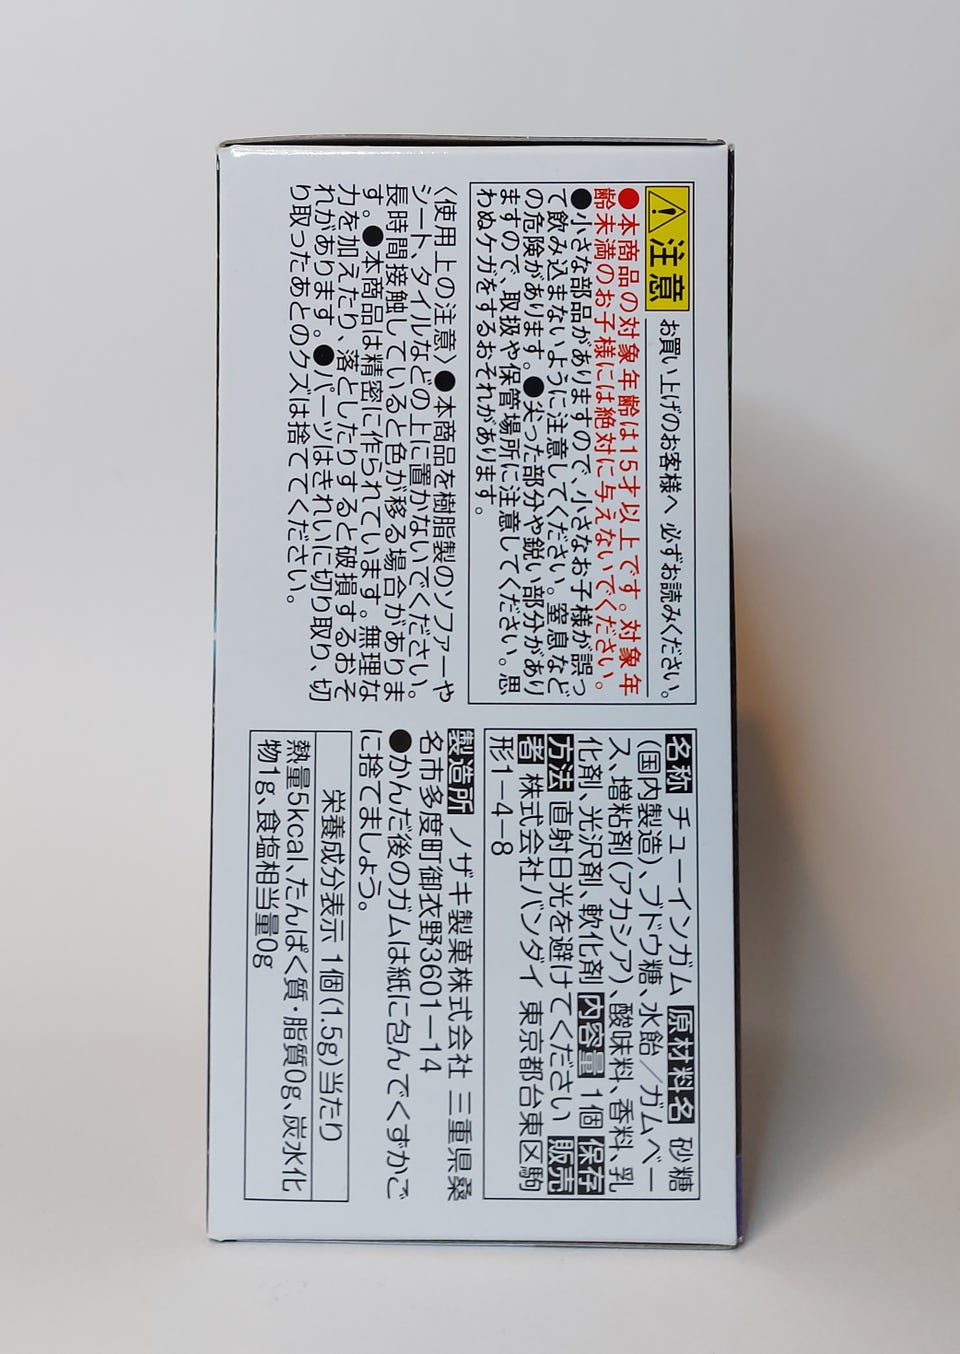 ⚠注意 お買い上げのお客様へ 必ずお読みください。
●本商品の対象年齢は15才以上です。対象年
齢未満のお子様には絶対に与えないでください。
●小さな部品がありますので、小さなお子様が誤っ
て飲み込まないように注意してください。窒息など
の危険があります。●尖った部分や鋭い部分があり
ますので、取扱や保管場所に注意してください。思
わぬケガをするおそれがあります。
〈使用上の注意〉●本商品を樹脂製のソファーや
シート、タイルなどの上に置かないでください。
長時間接触していると色が移る場合がありま
す。●本商品は精密に作られています。無理な
力を加えたり、落としたりすると破損するおそ
れがあります。●パーツはきれいに切り取り、切
り取ったあとのクズは捨ててください。
名称 チューインガム 原材料名 砂糖
(国内製造)、ブドウ糖、水飴／ガムベー
ス、増粘剤(アカシア)、酸味料、香料、乳
化剤、光沢剤、軟化剤 内容量 1個 保存
方法 直射日光を避けてください 販売
者 株式会社バンダイ 東京都台東区駒
形1－4－8
製造所 ノザキ製菓株式会社 三重県桑
名市多度町御衣野3601－14
●かんだ後のガムは紙に包んでくずかご
に捨てましょう。
栄養成分表示 1個(1.5g)当たり
熱量5kcal、たんぱく質・脂質0g、炭水化
物1g、食塩相当量0g